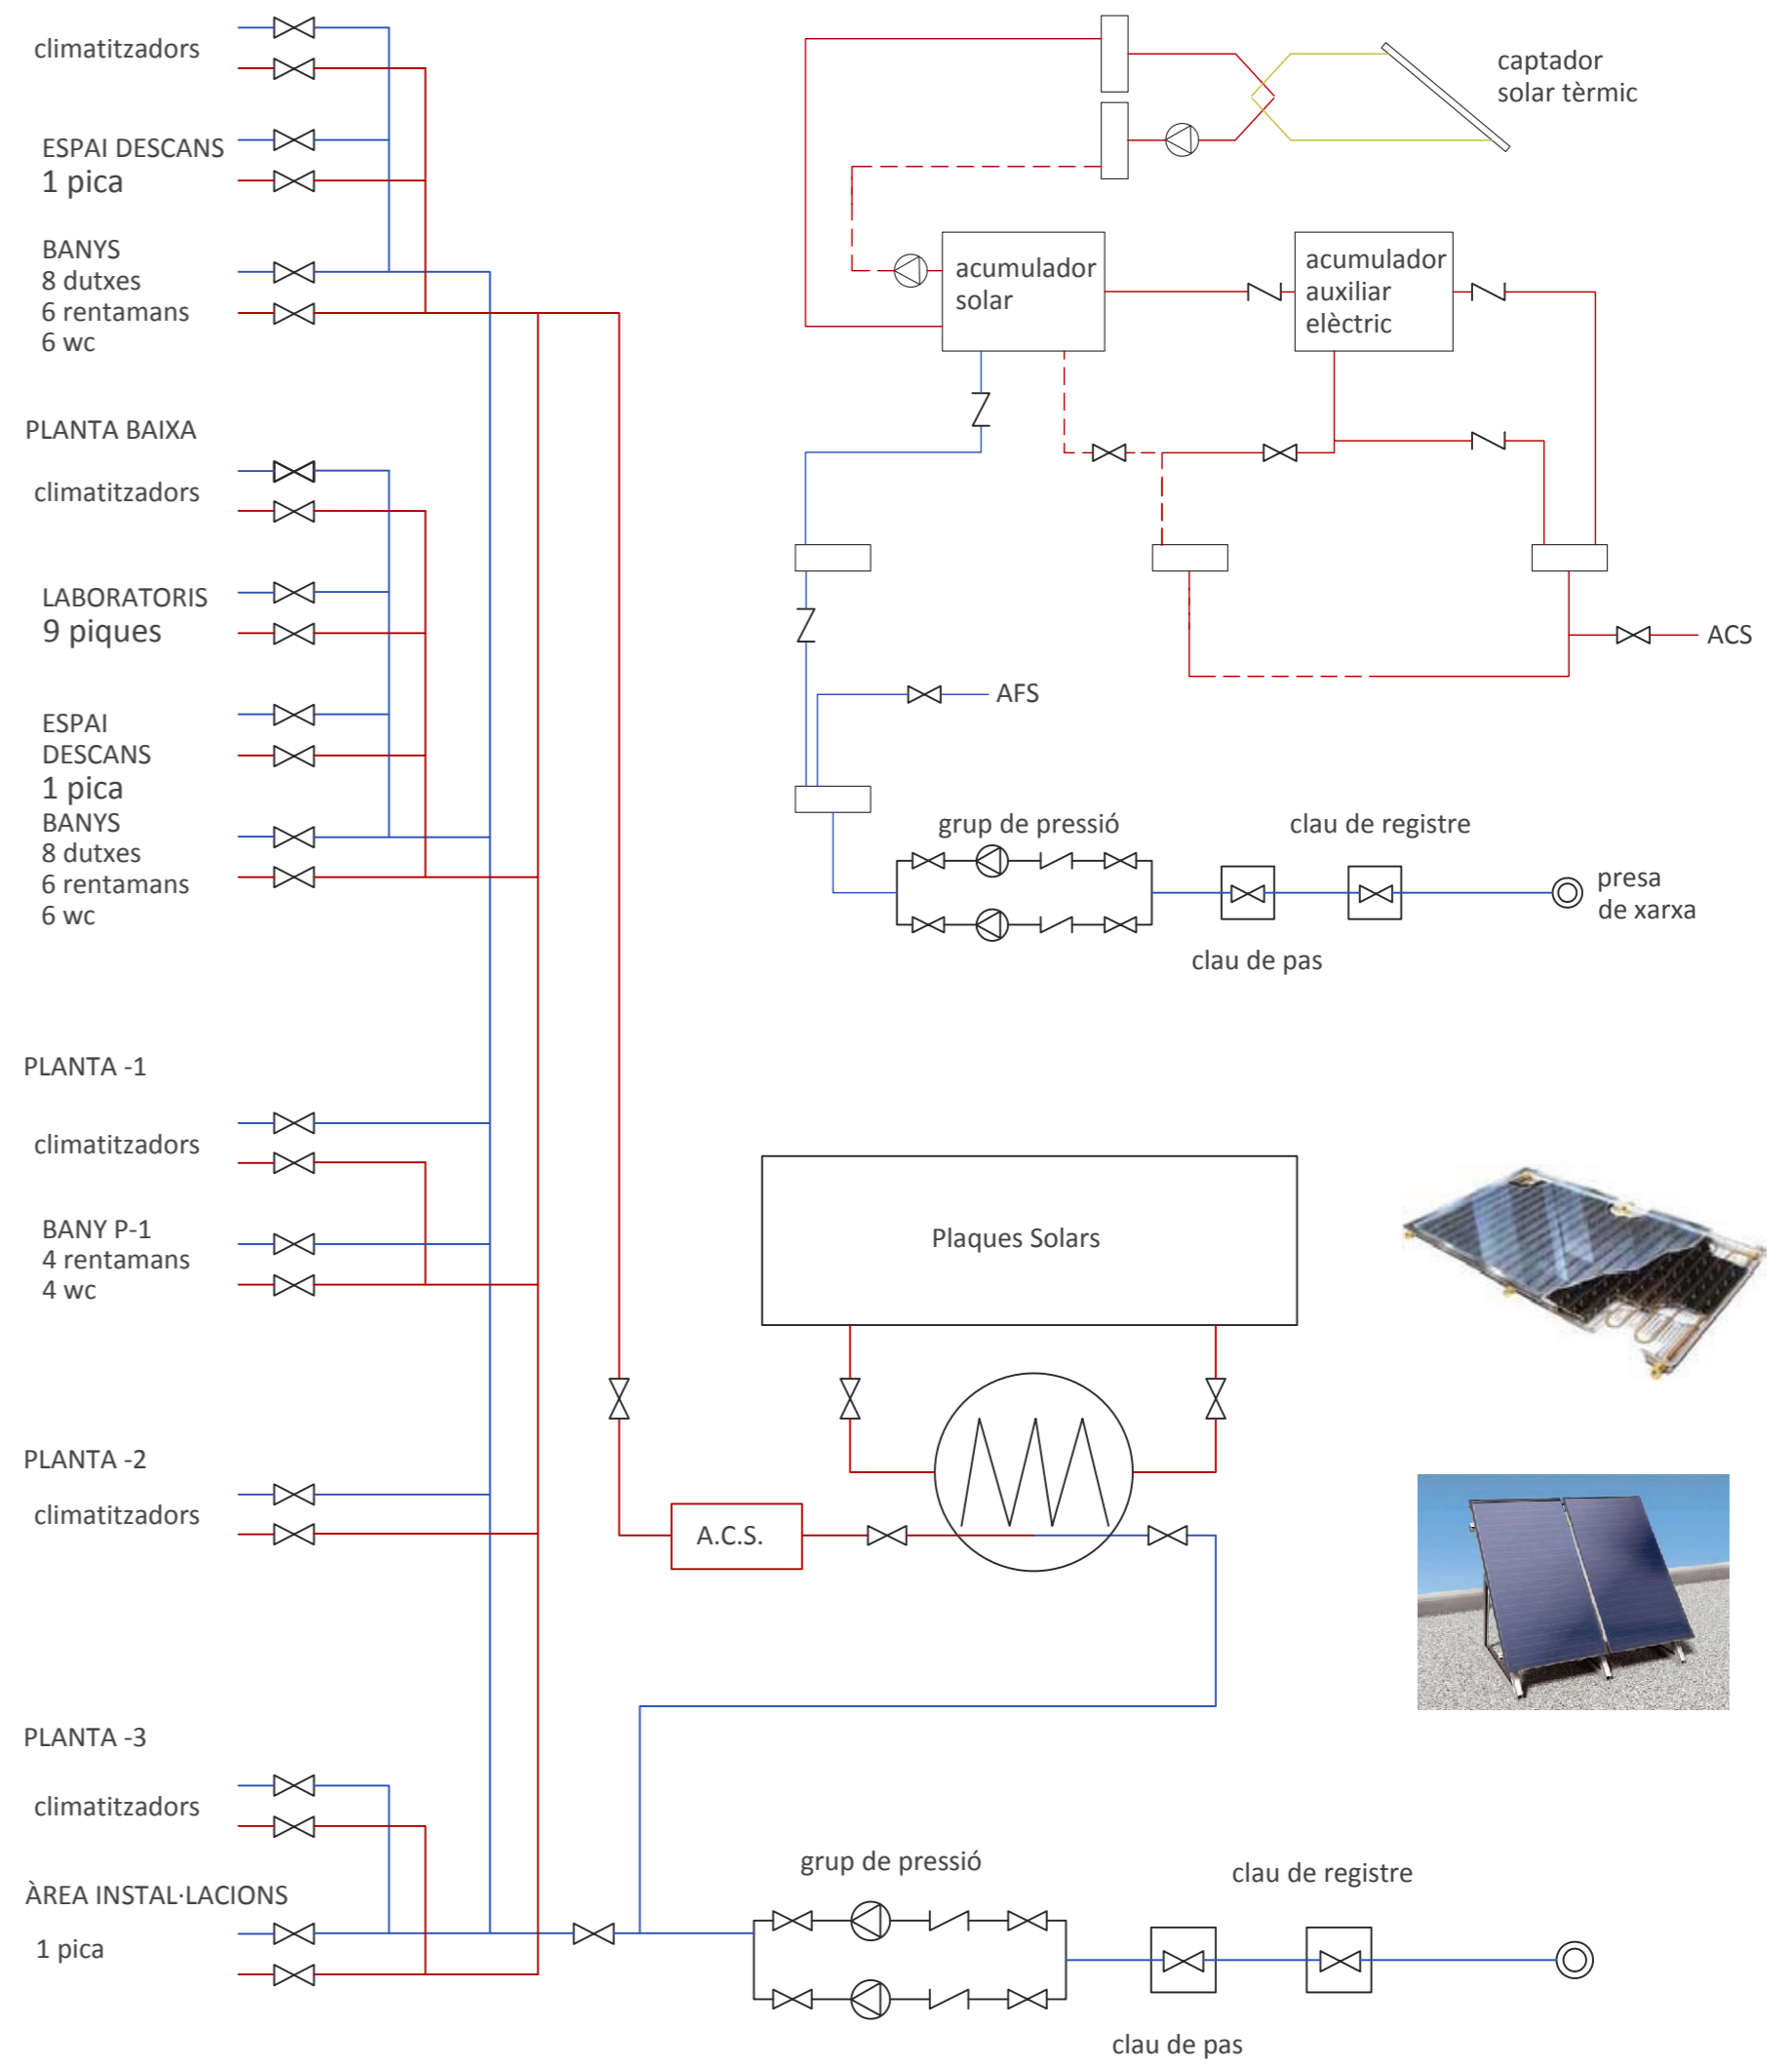 climatitzadors
ESPAI DESCANS
1 pica
BANYS
8 dutxes
6 rentamans
6 wc
PLANTA BAIXA
climatitzadors
LABORATORIS
9 piques
ESPAI
DESCANS
1 pica
BANYS
8 dutxes
6 rentamans
6 wc
PLANTA -1
climatitzadors
BANY P-1
4 rentamans
4 wc
PLANTA -2
climatitzadors
PLANTA -3
climatitzadors
ÀREA INSTAL·LACIONS
1 pica
captador
solar tèrmic
acumulador
solar
acumulador
auxiliar
elèctric
ACS
AFS
grup de pressió
clau de registre
presa
de xarxa
clau de pas
Plaques Solars
A.C.S.
grup de pressió
clau de registre
clau de pas